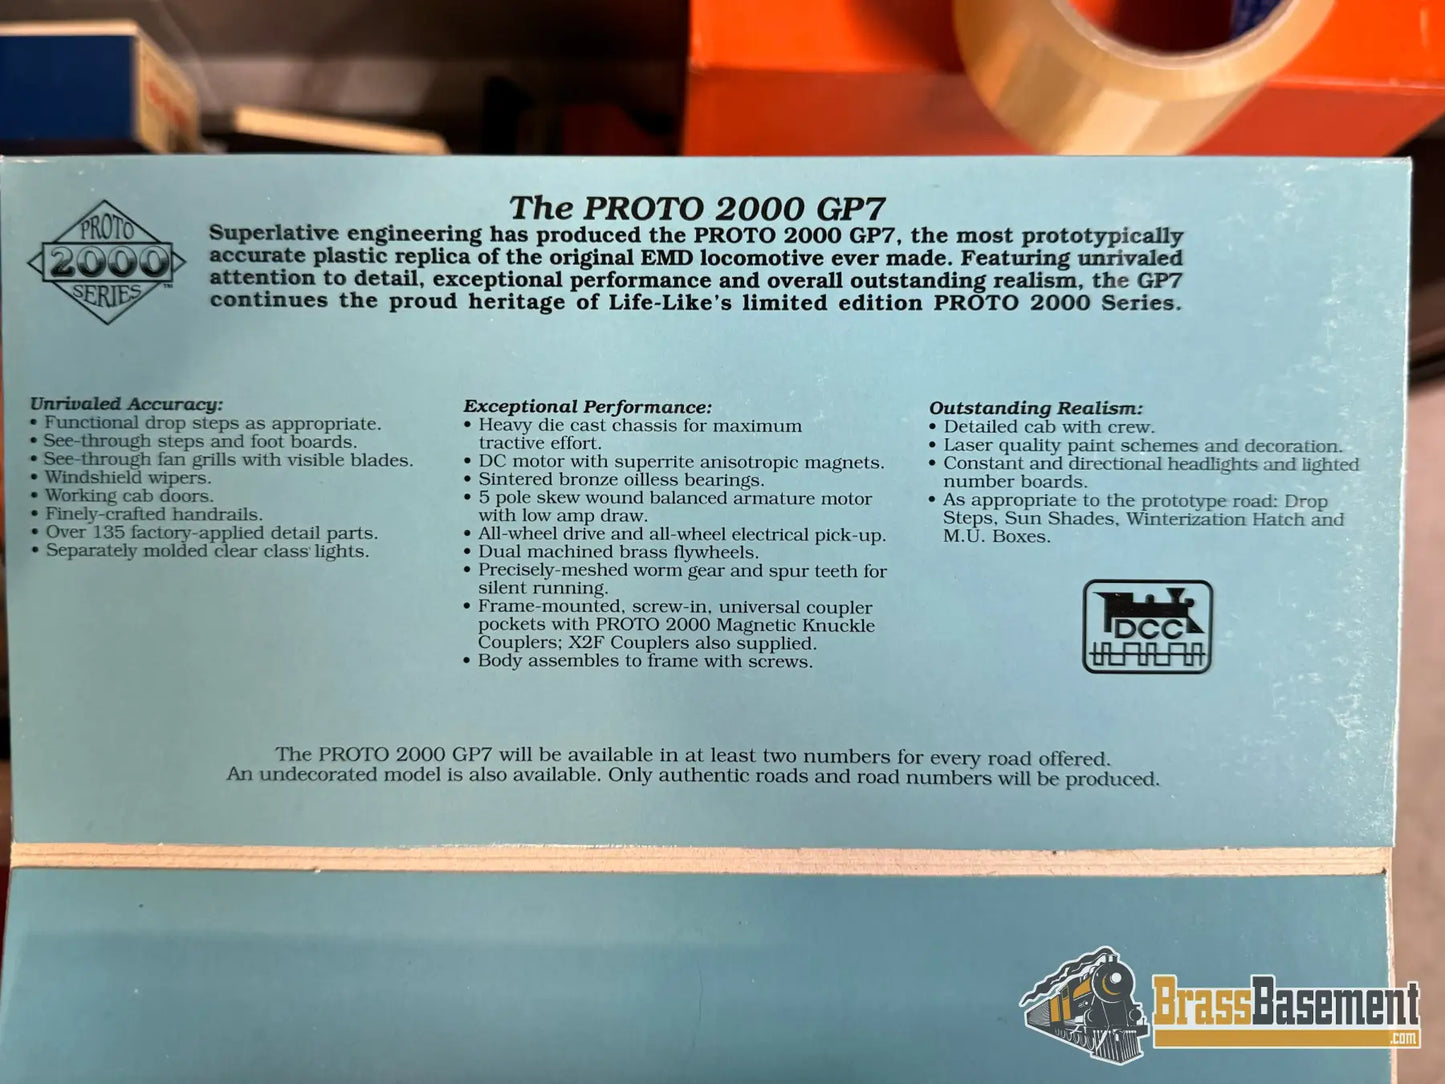 The PROTO 2000 GP7
PROTO
2000
SERIES™
Superlative engineering has produced the PROTO 2000 GP7, the most prototypically
accurate plastic replica of the original EMD locomotive ever made. Featuring unrivaled
attention to detail, exceptional performance and overall outstanding realism, the GP7
continues the proud heritage of Life-Like's limited edition PROTO 2000 Series.
Unrivaled Accuracy:
• Functional drop steps as appropriate.
• See-through steps and foot boards.
• See-through fan grills with visible blades.
• Windshield wipers.
• Working cab doors.
• Finely-crafted handrails.
• Over 135 factory-applied detail parts.
• Separately molded clear class lights.
Exceptional Performance:
• Heavy die cast chassis for maximum
tractive effort.
• DC motor with superrite anisotropic magnets.
• Sintered bronze oilless bearings.
• 5 pole skew wound balanced armature motor
with low amp draw.
• All-wheel drive and all-wheel electrical pick-up.
• Dual machined brass flywheels.
• Precisely-meshed worm gear and spur teeth for
silent running.
• Frame-mounted, screw-in, universal coupler
pockets with PROTO 2000 Magnetic Knuckle
Couplers; X2F Couplers also supplied.
• Body assembles to frame with screws.
Outstanding Realism:
• Detailed cab with crew.
• Laser quality paint schemes and decoration.
• Constant and directional headlights and lighted
number boards.
• As appropriate to the prototype road: Drop
Steps, Sun Shades, Winterization Hatch and
M.U. Boxes.
DCC
The PROTO 2000 GP7 will be available in at least two numbers for every road offered.
An undecorated model is also available. Only authentic roads and road numbers will be produced.
BrassBasement
.com